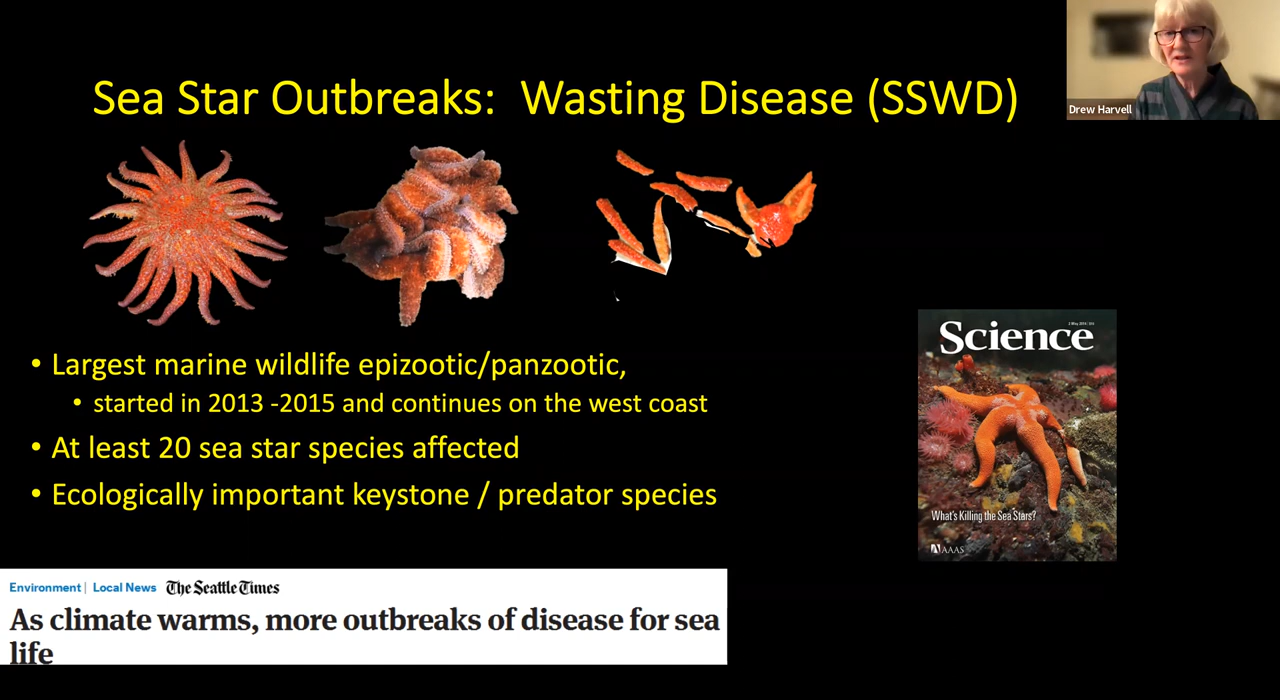 Sea Star Outbreaks: Wasting Disease (SSWD)
Drew Harvell
• Largest marine wildlife epizootic/panzootic,
• started in 2013 -2015 and continues on the west coast
• At least 20 sea star species affected
• Ecologically important keystone / predator species
Science
What's Killing the Sea Stars?
AAAS
Environment | Local News The Seattle Times
As climate warms, more outbreaks of disease for sea
life